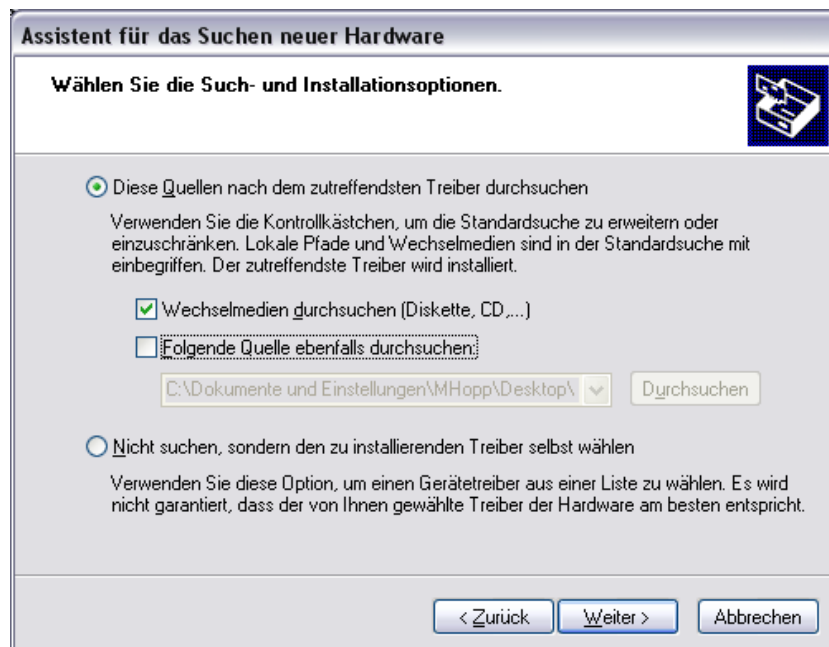 Assistent für das Suchen neuer Hardware
Wählen Sie die Such- und Installationsoptionen.
Diese Quellen nach dem zutreffendsten Treiber durchsuchen
Verwenden Sie die Kontrollkästchen, um die Standardsuche zu erweitern oder
einzuschränken. Lokale Pfade und Wechselmedien sind in der Standardsuche mit
einbegriffen. Der zutreffendste Treiber wird installiert.
Wechselmedien durchsuchen (Diskette, CD,...)
Folgende Quelle ebenfalls durchsuchen:
C:\Dokumente und Einstellungen\MHopp\Desktop\ Durchsuchen
Nicht suchen, sondern den zu installierenden Treiber selbst wählen
Verwenden Sie diese Option, um einen Gerätetreiber aus einer Liste zu wählen. Es wird
nicht garantiert, dass der von Ihnen gewählte Treiber der Hardware am besten entspricht.
< Zurück Weiter > Abbrechen